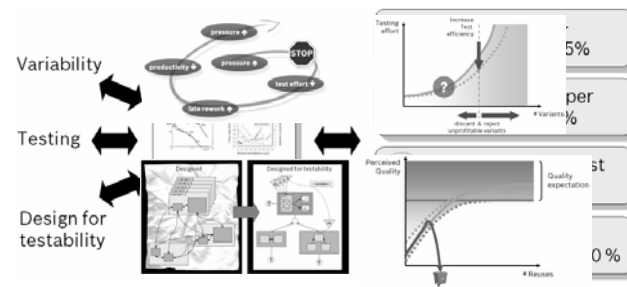 Variability
Testing
Design for
testability
pressure
STOP
productivity
pressure
test effort
late rework
Designed
Designed for testability
Testing
effort
Increase
Test
efficiency
?
# Variants
discard & reject
unprofitable variants
5%
per
%
Perceived
Quality
st
Quality
expectation
0 %
# Reuses